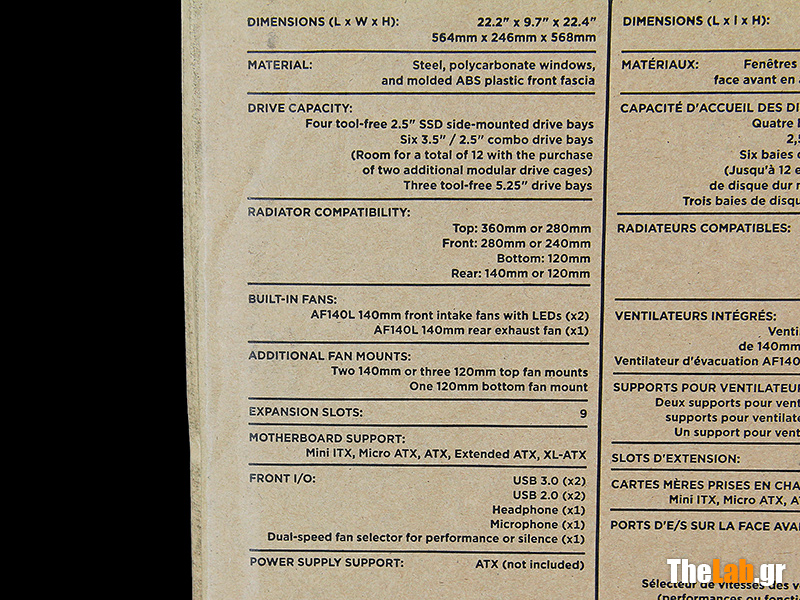 DIMENSIONS (L x W x H): 22.2" x 9.7" x 22.4"
564mm x 246mm x 568mm
MATERIAL: Steel, polycarbonate windows,
and molded ABS plastic front fascia
DRIVE CAPACITY:
Four tool-free 2.5" SSD side-mounted drive bays
Six 3.5" / 2.5" combo drive bays
(Room for a total of 12 with the purchase
of two additional modular drive cages)
Three tool-free 5.25" drive bays
RADIATOR COMPATIBILITY:
Top: 360mm or 280mm
Front: 280mm or 240mm
Bottom: 120mm
Rear: 140mm or 120mm
BUILT-IN FANS:
AF140L 140mm front intake fans with LEDs (x2)
AF140L 140mm rear exhaust fan (x1)
ADDITIONAL FAN MOUNTS:
Two 140mm or three 120mm top fan mounts
One 120mm bottom fan mount
EXPANSION SLOTS: 9
MOTHERBOARD SUPPORT:
Mini ITX, Micro ATX, ATX, Extended ATX, XL-ATX
FRONT I/O: USB 3.0 (x2)
USB 2.0 (x2)
Headphone (x1)
Microphone (x1)
Dual-speed fan selector for performance or silence (x1)
POWER SUPPLY SUPPORT: ATX (not included)
DIMENSIONS (L x l x H):
MATÉRIAUX: Fenêtres
face avant en
CAPACITÉ D'ACCUEIL DES
Quatre
Six baies
(Jusqu'à 12
de disque dur
Trois baies de
RADIATEURS COMPATIBLES:
VENTILATEURS INTÉGRÉS:
de 140mm
Ventilateur d'évacuation
SUPPORTS POUR
Deux supports pour
supports pour
Un support pour
SLOTS D'EXTENSION:
CARTES MÈRES PRISES EN
Mini ITX, Micro ATX,
PORTS D'E/S SUR LA FACE
Sélecteur de vitesses des
(performances ou
TheLab.gr